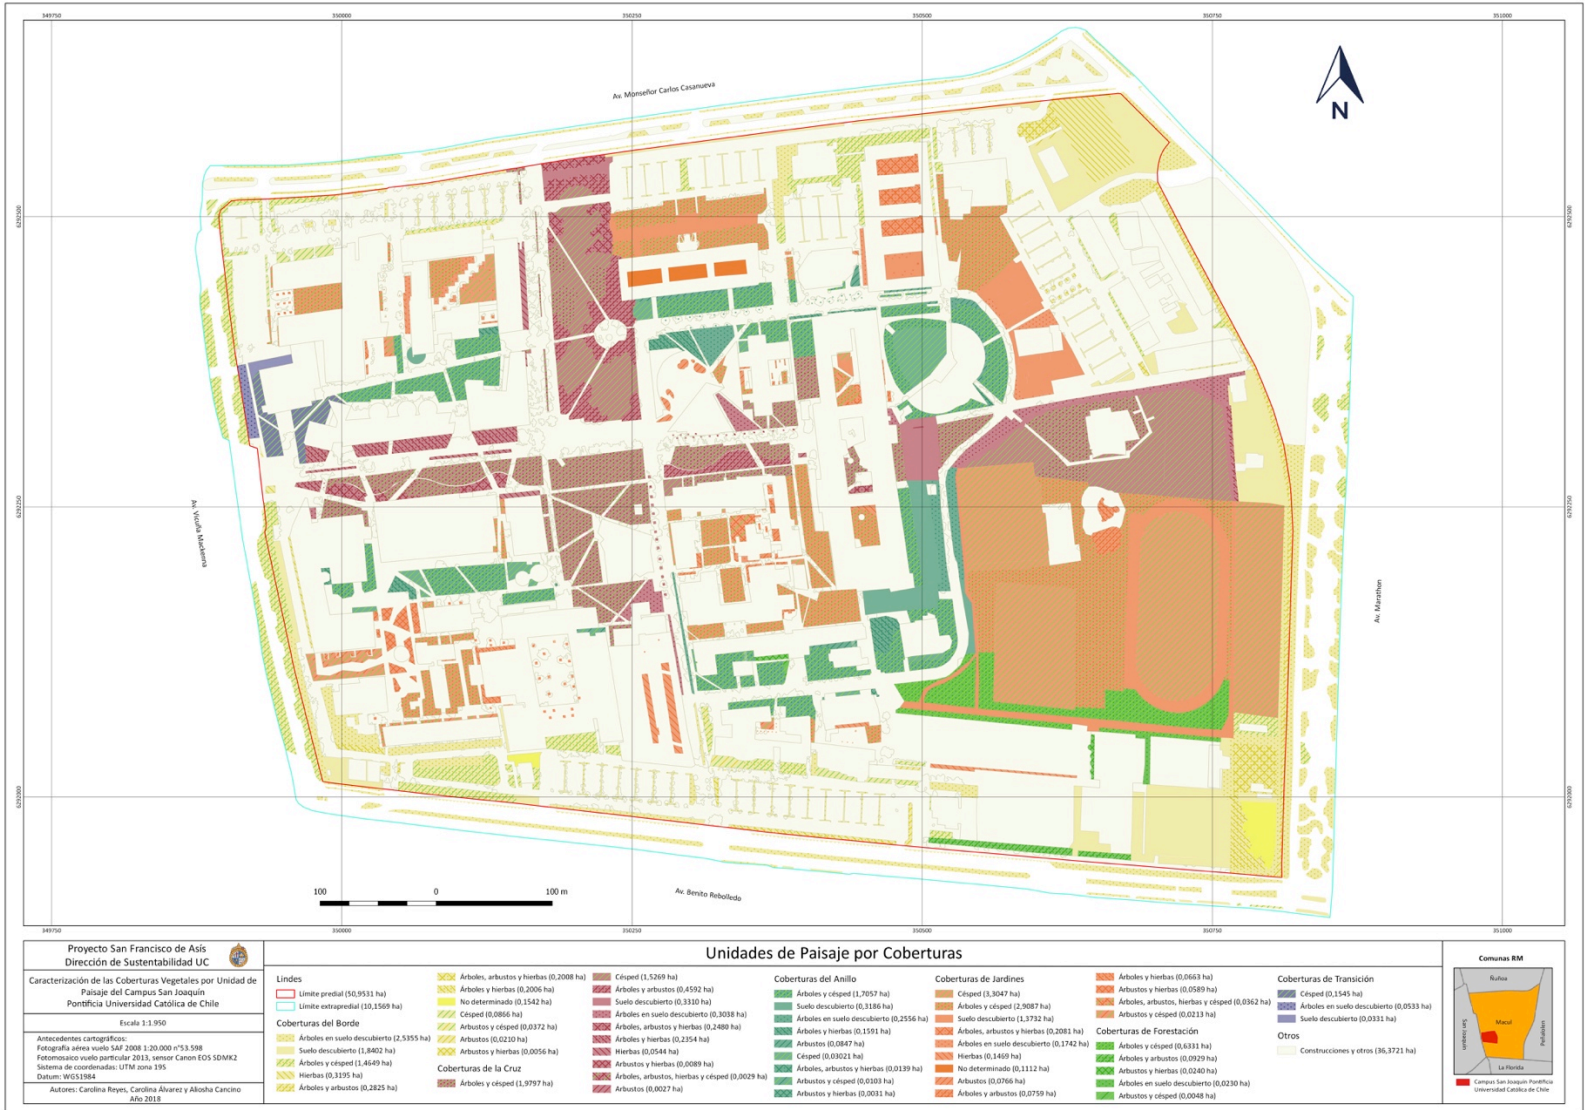 349750
350000
350250
350500
350750
351000
Av. Monseñor Carlos Casanueva
N
6292500
6292500
6292250
6292250
Av. Vicuña Mackenna
Av. Marathon
6292000
6292000
100 0 100 m
Av. Benito Rebolledo
349750
350000
350250
350500
350750
351000
Proyecto San Francisco de Asís
Dirección de Sustentabilidad UC
Caracterización de las Coberturas Vegetales por Unidad de
Paisaje del Campus San Joaquín
Pontificia Universidad Católica de Chile
Escala 1:1.950
Antecedentes cartográficos:
Fotografía aérea vuelo SAF 2008 1:20.000 n°53.598
Fotomosaico vuelo particular 2013, sensor Canon EOS 5DMK2
Sistema de coordenadas: UTM zona 19S
Datum: WGS1984
Autores: Carolina Reyes, Carolina Álvarez y Aliosha Cancino
Año 2018
Unidades de Paisaje por Coberturas
Lindes
Límite predial (50,9531 ha)
Límite extrapredial (10,1569 ha)
Coberturas del Borde
Árboles en suelo descubierto (2,5355 ha)
Suelo descubierto (1,8402 ha)
Árboles y césped (1,4649 ha)
Hierbas (0,3195 ha)
Árboles y arbustos (0,2825 ha)
Árboles, arbustos y hierbas (0,2008 ha)
Árboles y hierbas (0,2006 ha)
No determinado (0,1542 ha)
Césped (0,0866 ha)
Arbustos y césped (0,0372 ha)
Arbustos (0,0210 ha)
Arbustos y hierbas (0,0056 ha)
Coberturas de la Cruz
Árboles y césped (1,9797 ha)
Césped (1,5269 ha)
Árboles y arbustos (0,4592 ha)
Suelo descubierto (0,3310 ha)
Árboles en suelo descubierto (0,3038 ha)
Árboles, arbustos y hierbas (0,2480 ha)
Árboles y hierbas (0,2354 ha)
Hierbas (0,0544 ha)
Arbustos y hierbas (0,0089 ha)
Árboles, arbustos, hierbas y césped (0,0029 ha)
Arbustos (0,0027 ha)
Coberturas del Anillo
Árboles y césped (1,7057 ha)
Suelo descubierto (0,3186 ha)
Árboles en suelo descubierto (0,2556 ha)
Árboles y hierbas (0,1591 ha)
Arbustos (0,0847 ha)
Césped (0,03021 ha)
Árboles, arbustos y hierbas (0,0139 ha)
Arbustos y césped (0,0103 ha)
Arbustos y hierbas (0,0031 ha)
Coberturas de Jardines
Césped (3,3047 ha)
Árboles y césped (2,9087 ha)
Suelo descubierto (1,3732 ha)
Árboles, arbustos y hierbas (0,2081 ha)
Árboles en suelo descubierto (0,1742 ha)
Hierbas (0,1469 ha)
No determinado (0,1112 ha)
Arbustos (0,0766 ha)
Árboles y arbustos (0,0759 ha)
Árboles y hierbas (0,0663 ha)
Arbustos y hierbas (0,0589 ha)
Árboles, arbustos, hierbas y césped (0,0362 ha)
Arbustos y césped (0,0213 ha)
Coberturas de Forestación
Árboles y césped (0,6331 ha)
Árboles y arbustos (0,0929 ha)
Arbustos y hierbas (0,0240 ha)
Árboles en suelo descubierto (0,0230 ha)
Arbustos y césped (0,0048 ha)
Coberturas de Transición
Césped (0,1545 ha)
Árboles en suelo descubierto (0,0533 ha)
Suelo descubierto (0,0331 ha)
Otros
Construcciones y otros (36,3721 ha)
Comunas RM
Ñuñoa
San Joaquín
Macul
Peñalolén
La Florida
Campus San Joaquín Pontificia
Universidad Católica de Chile